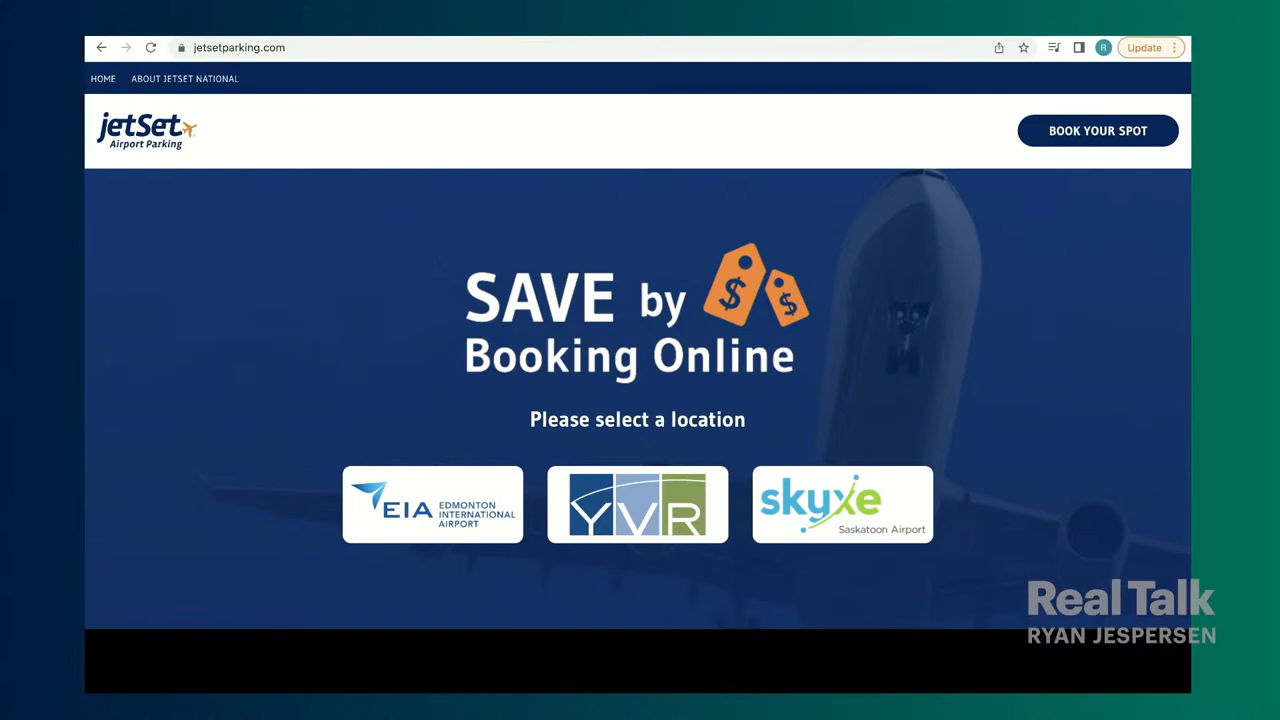 jetsetparking.com
R
Update
HOME ABOUT JETSET NATIONAL
jetSet
Airport Parking
BOOK YOUR SPOT
SAVE by $ $
Booking Online
Please select a location
EIA EDMONTON
INTERNATIONAL
AIRPORT
YVR
skyxe
Saskatoon Airport
Real Talk
RYAN JESPERSEN